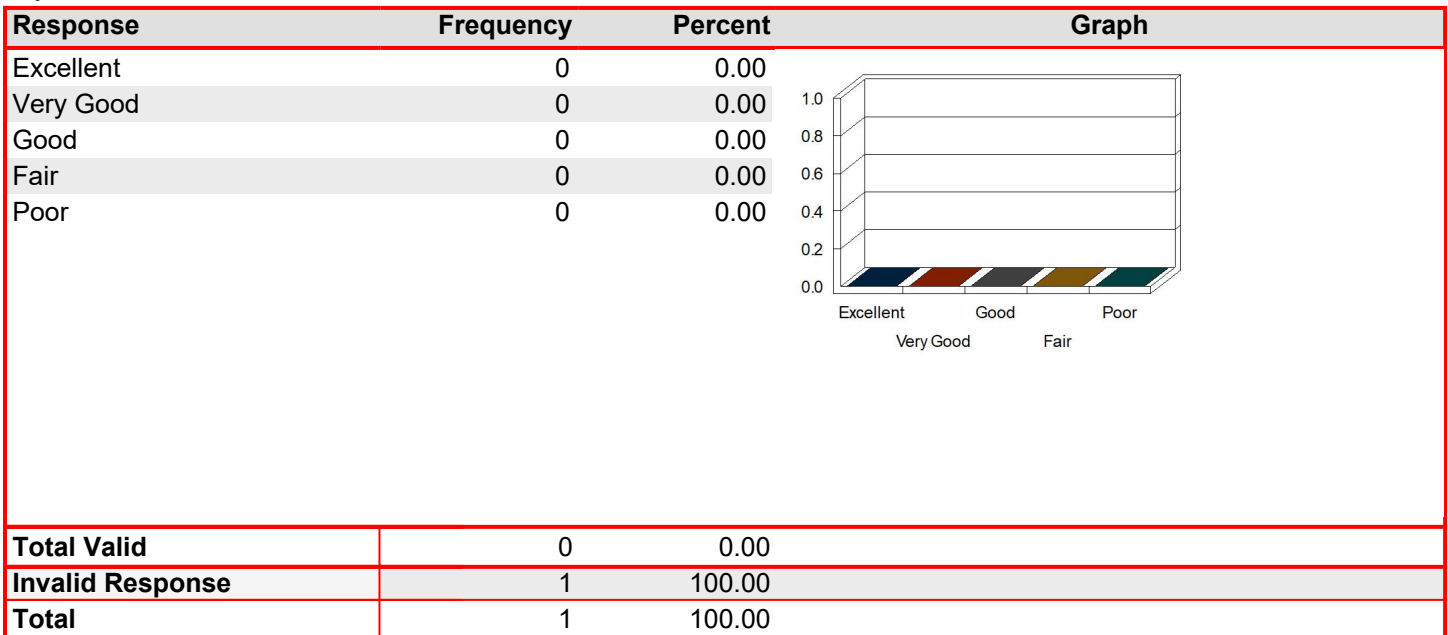 Response Frequency Percent Graph
Excellent 0 0.00
Very Good 0 0.00
Good 0 0.00
Fair 0 0.00
Poor 0 0.00
1.0
0.8
0.6
0.4
0.2
0.0
Excellent Good Poor
Very Good Fair
Total Valid 0 0.00
Invalid Response 1 100.00
Total 1 100.00